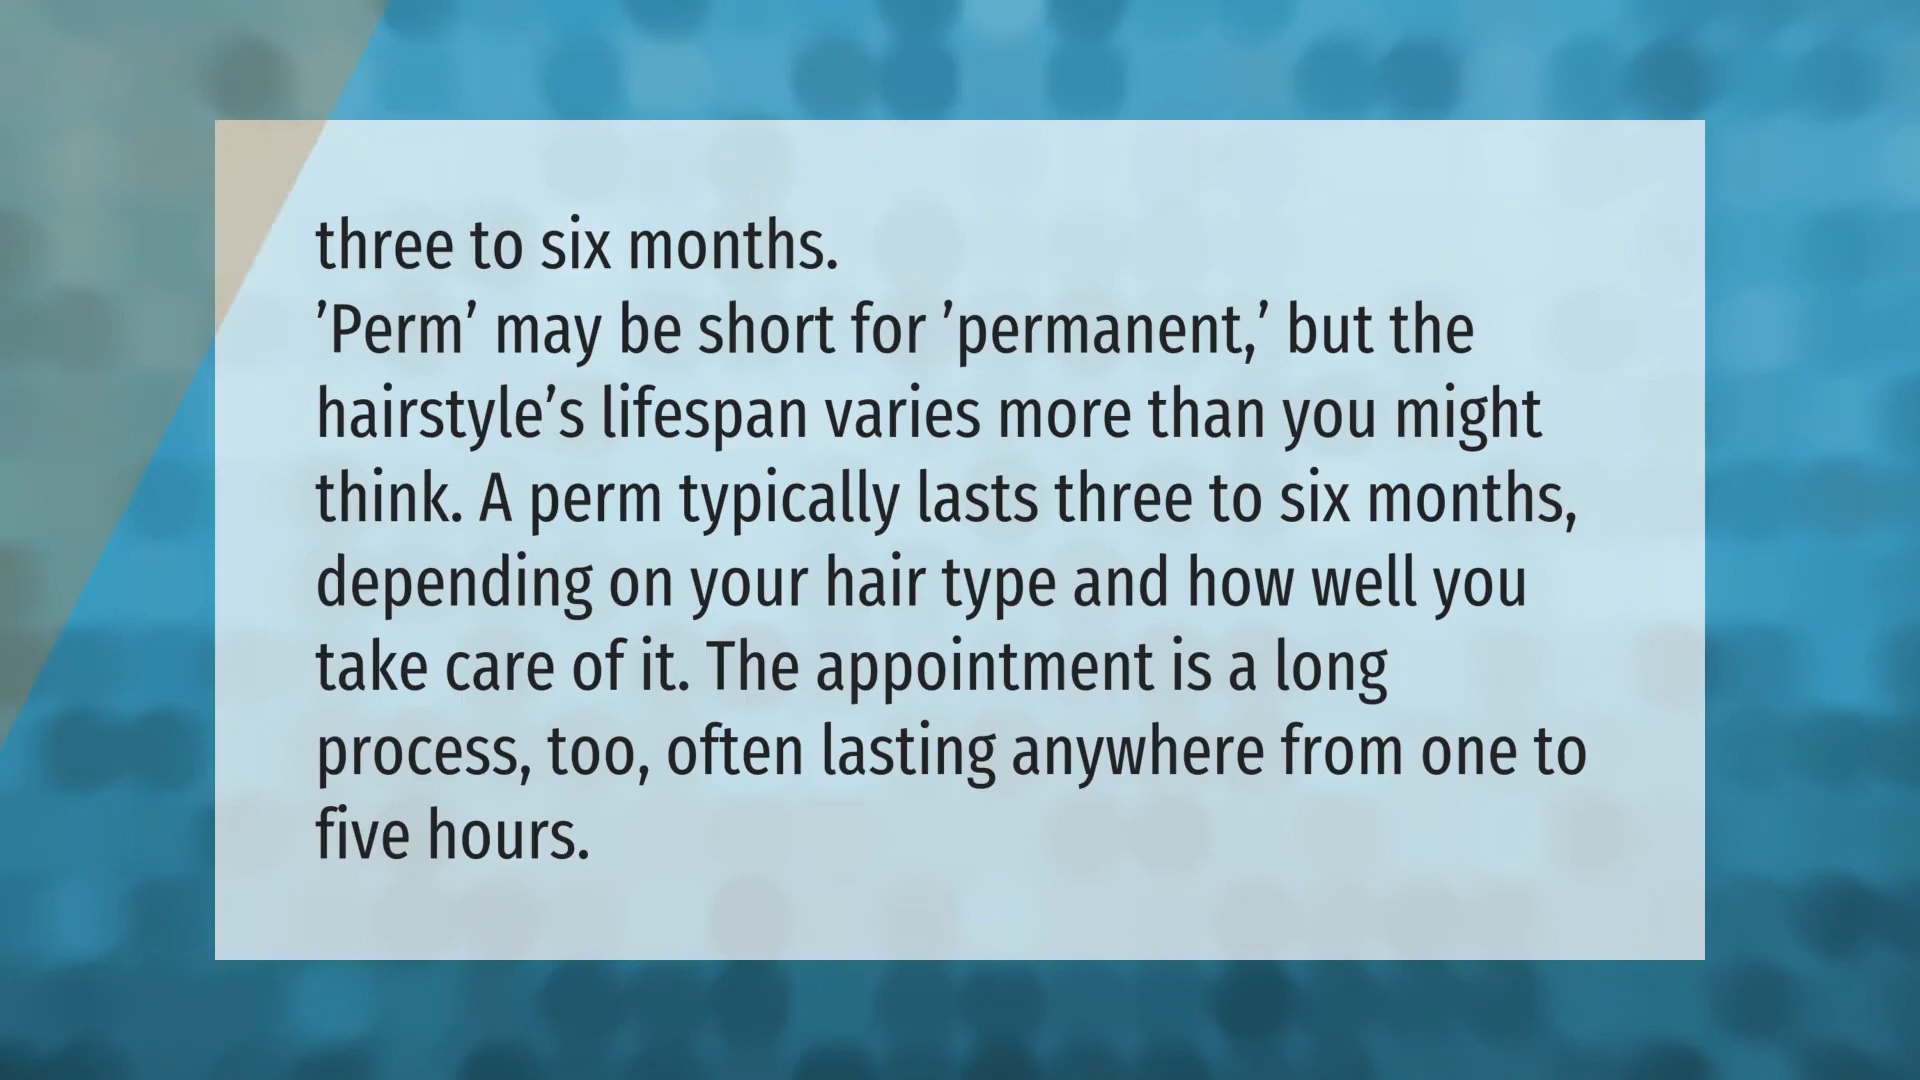 three to six months.
’Perm’ may be short for ’permanent,’ but the
hairstyle’s lifespan varies more than you might
think. A perm typically lasts three to six months,
depending on your hair type and how well you
take care of it. The appointment is a long
process, too, often lasting anywhere from one to
five hours.